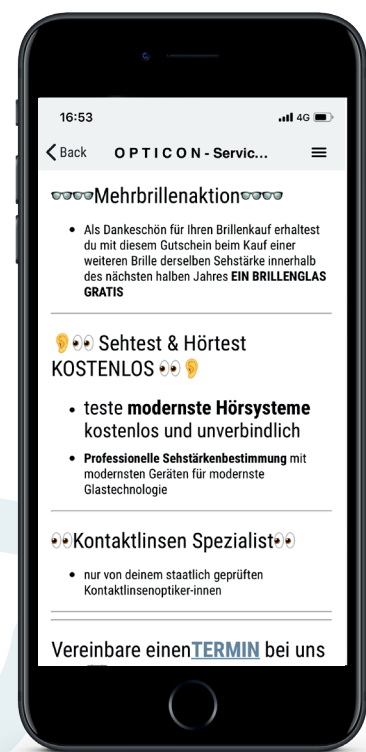 16:53
4G
Back
O P T I C O N - Servic...
🕶️🕶️🕶️Mehrbrillenaktion🕶️🕶️🕶️
• Als Dankeschön für Ihren Brillenkauf erhaltest
du mit diesem Gutschein beim Kauf einer
weiteren Brille derselben Sehstärke innerhalb
des nächsten halben Jahres EIN BRILLENGLAS
GRATIS
👂👀 Sehtest & Hörtest
KOSTENLOS 👀👂
• teste modernste Hörsysteme
kostenlos und unverbindlich
• Professionelle Sehstärkenbestimmung mit
modernsten Geräten für modernste
Glastechnologie
👀Kontaktlinsen Spezialist👀
• nur von deinem staatlich geprüften
Kontaktlinsenoptiker-innen
Vereinbare einenTERMIN bei uns